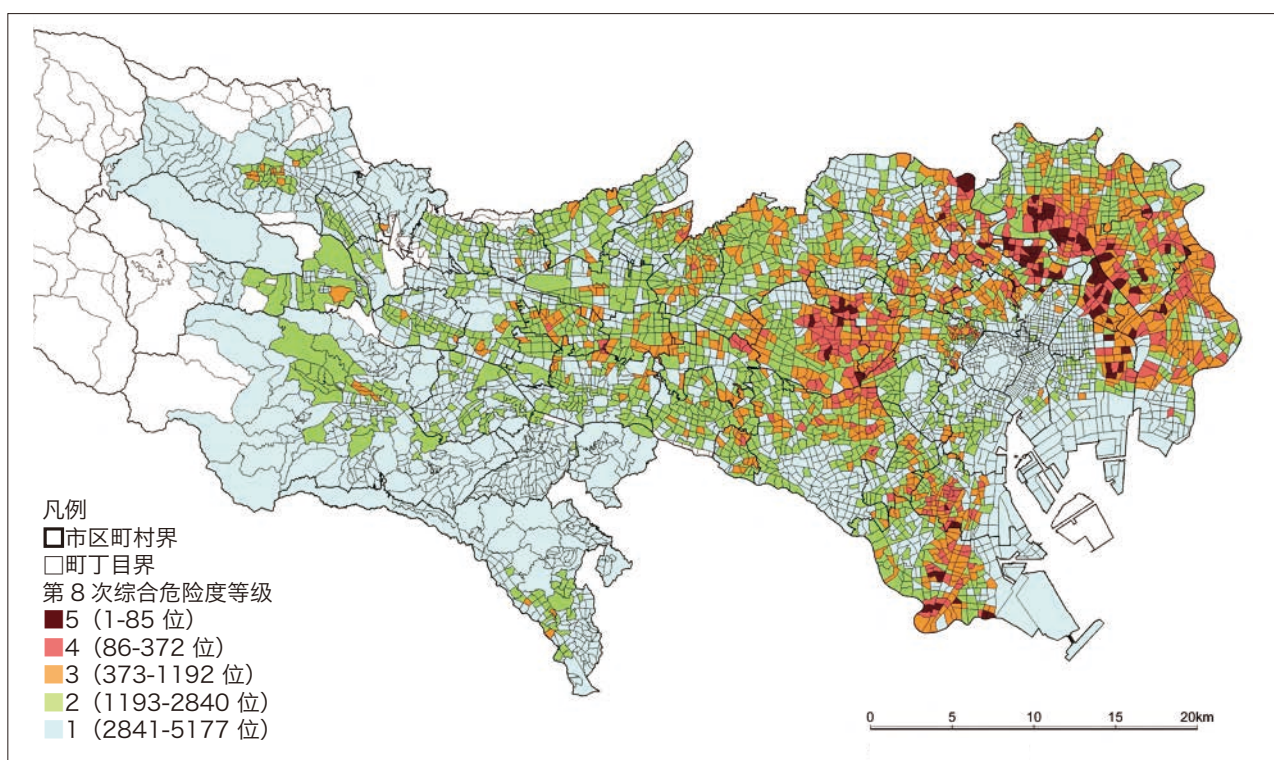 凡例
市区町村界
町丁目界
第 8 次综合危险度等级
5（1-85 位）
4（86-372 位）
3（373-1192 位）
2（1193-2840 位）
1（2841-5177 位）
0 5 10 15 20km